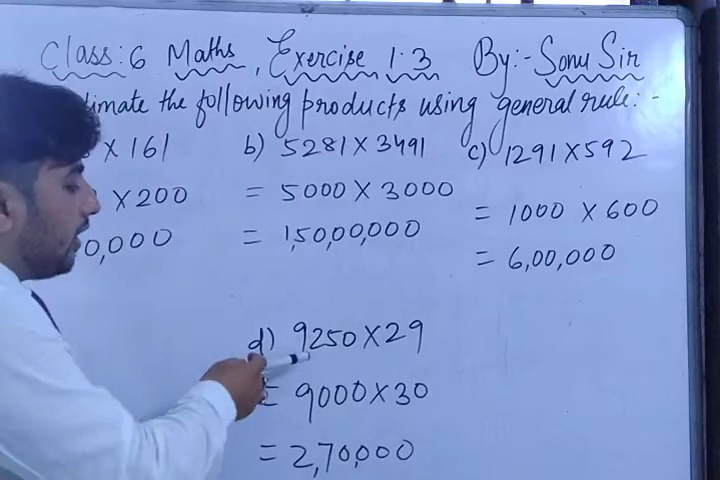 Class: 6 Maths, Exercise 1.3 By:- Sonu Sir
timate the following products using general rule:-
× 161 b) 5281 × 3491 c) 1291 × 592
× 200 = 5000 × 3000 = 1000 × 600
0,000 = 1,50,00,000 = 6,00,000
d) 9250 × 29
= 9000 × 30
= 2,70,000